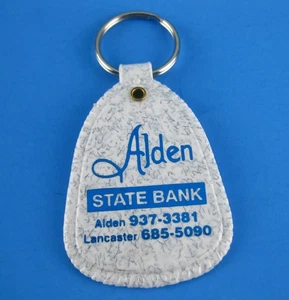 Alden
STATE BANK
Alden 937-3381
Lancaster 685-5090